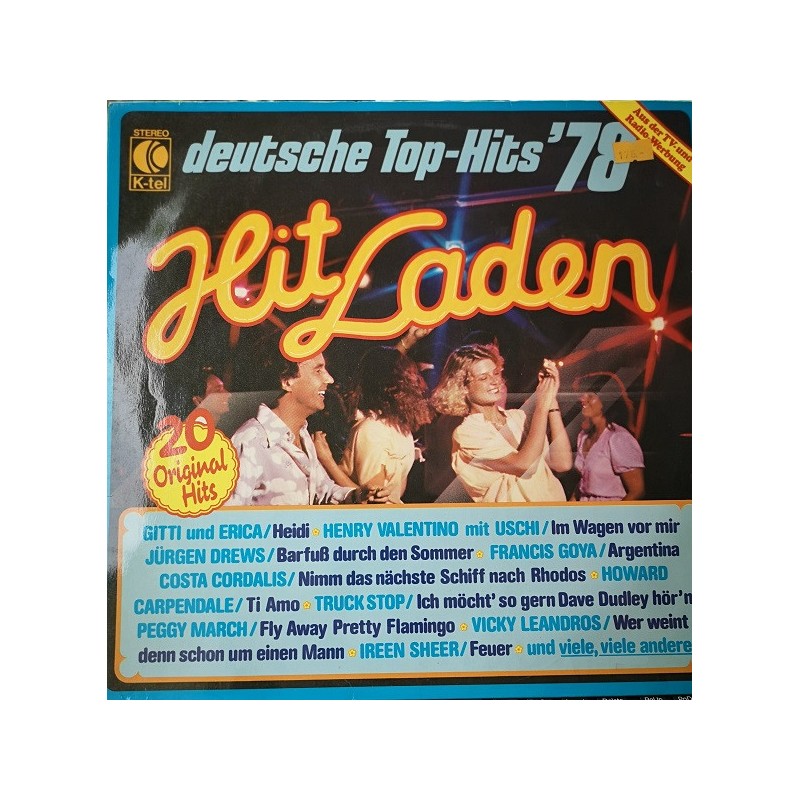 STEREO
K-tel
deutsche Top-Hits '78
Aus der TV- und
Radio-Werbung
Hit Laden
20
Original
Hits
GITTI und ERICA/Heidi HENRY VALENTINO mit USCHI/Im Wagen vor mir
JÜRGEN DREWS/Barfuß durch den Sommer FRANCIS GOYA/Argentina
COSTA CORDALIS/Nimm das nächste Schiff nach Rhodos HOWARD
CARPENDALE/Ti Amo TRUCK STOP/Ich möcht' so gern Dave Dudley hör'n
PEGGY MARCH/Fly Away Pretty Flamingo VICKY LEANDROS/Wer weint
denn schon um einen Mann IREEN SHEER/Feuer und viele, viele andere